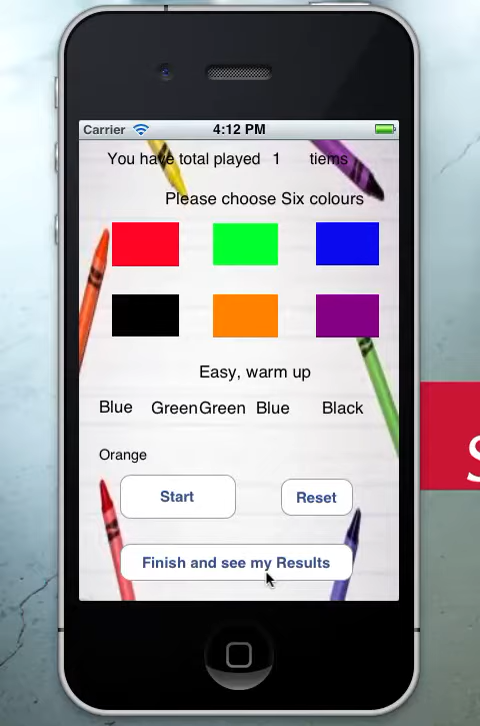 Carrier 4:12 PM
You have total played 1 tiems
Please choose Six colours
Easy, warm up
Blue GreenGreen Blue Black
Orange
Start Reset
Finish and see my Results
S